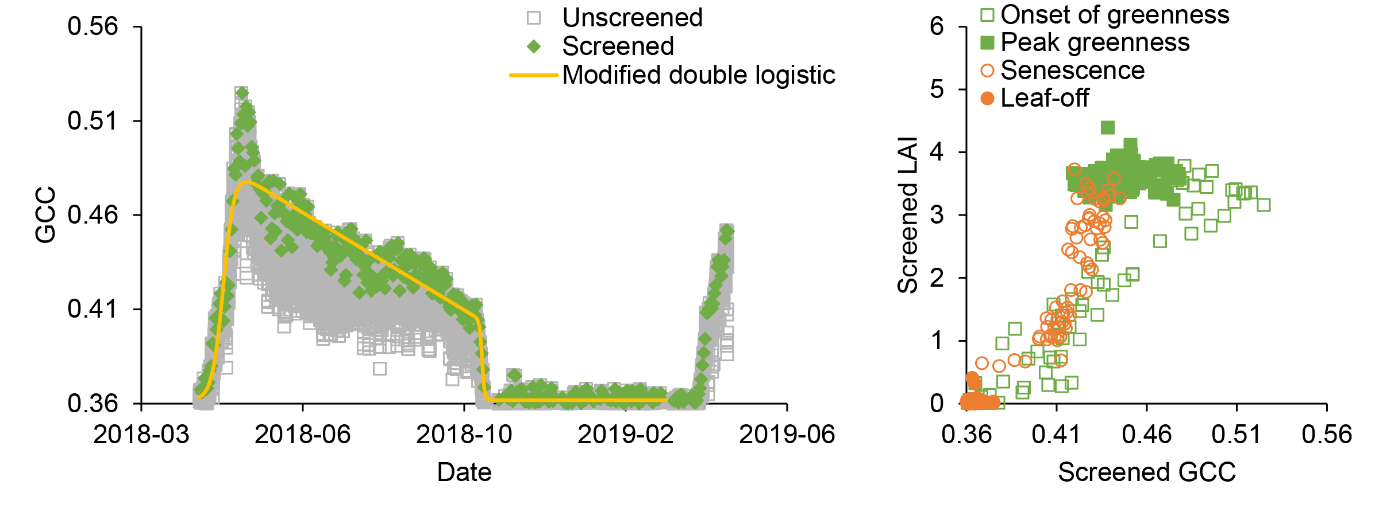 0.56
0.51
0.46
0.41
0.36
GCC
2018-03
2018-06
2018-10
2019-02
2019-06
Date
Unscreened
Screened
Modified double logistic
6
5
4
3
2
1
0
Screened LAI
0.36
0.41
0.46
0.51
0.56
Screened GCC
Onset of greenness
Peak greenness
Senescence
Leaf-off